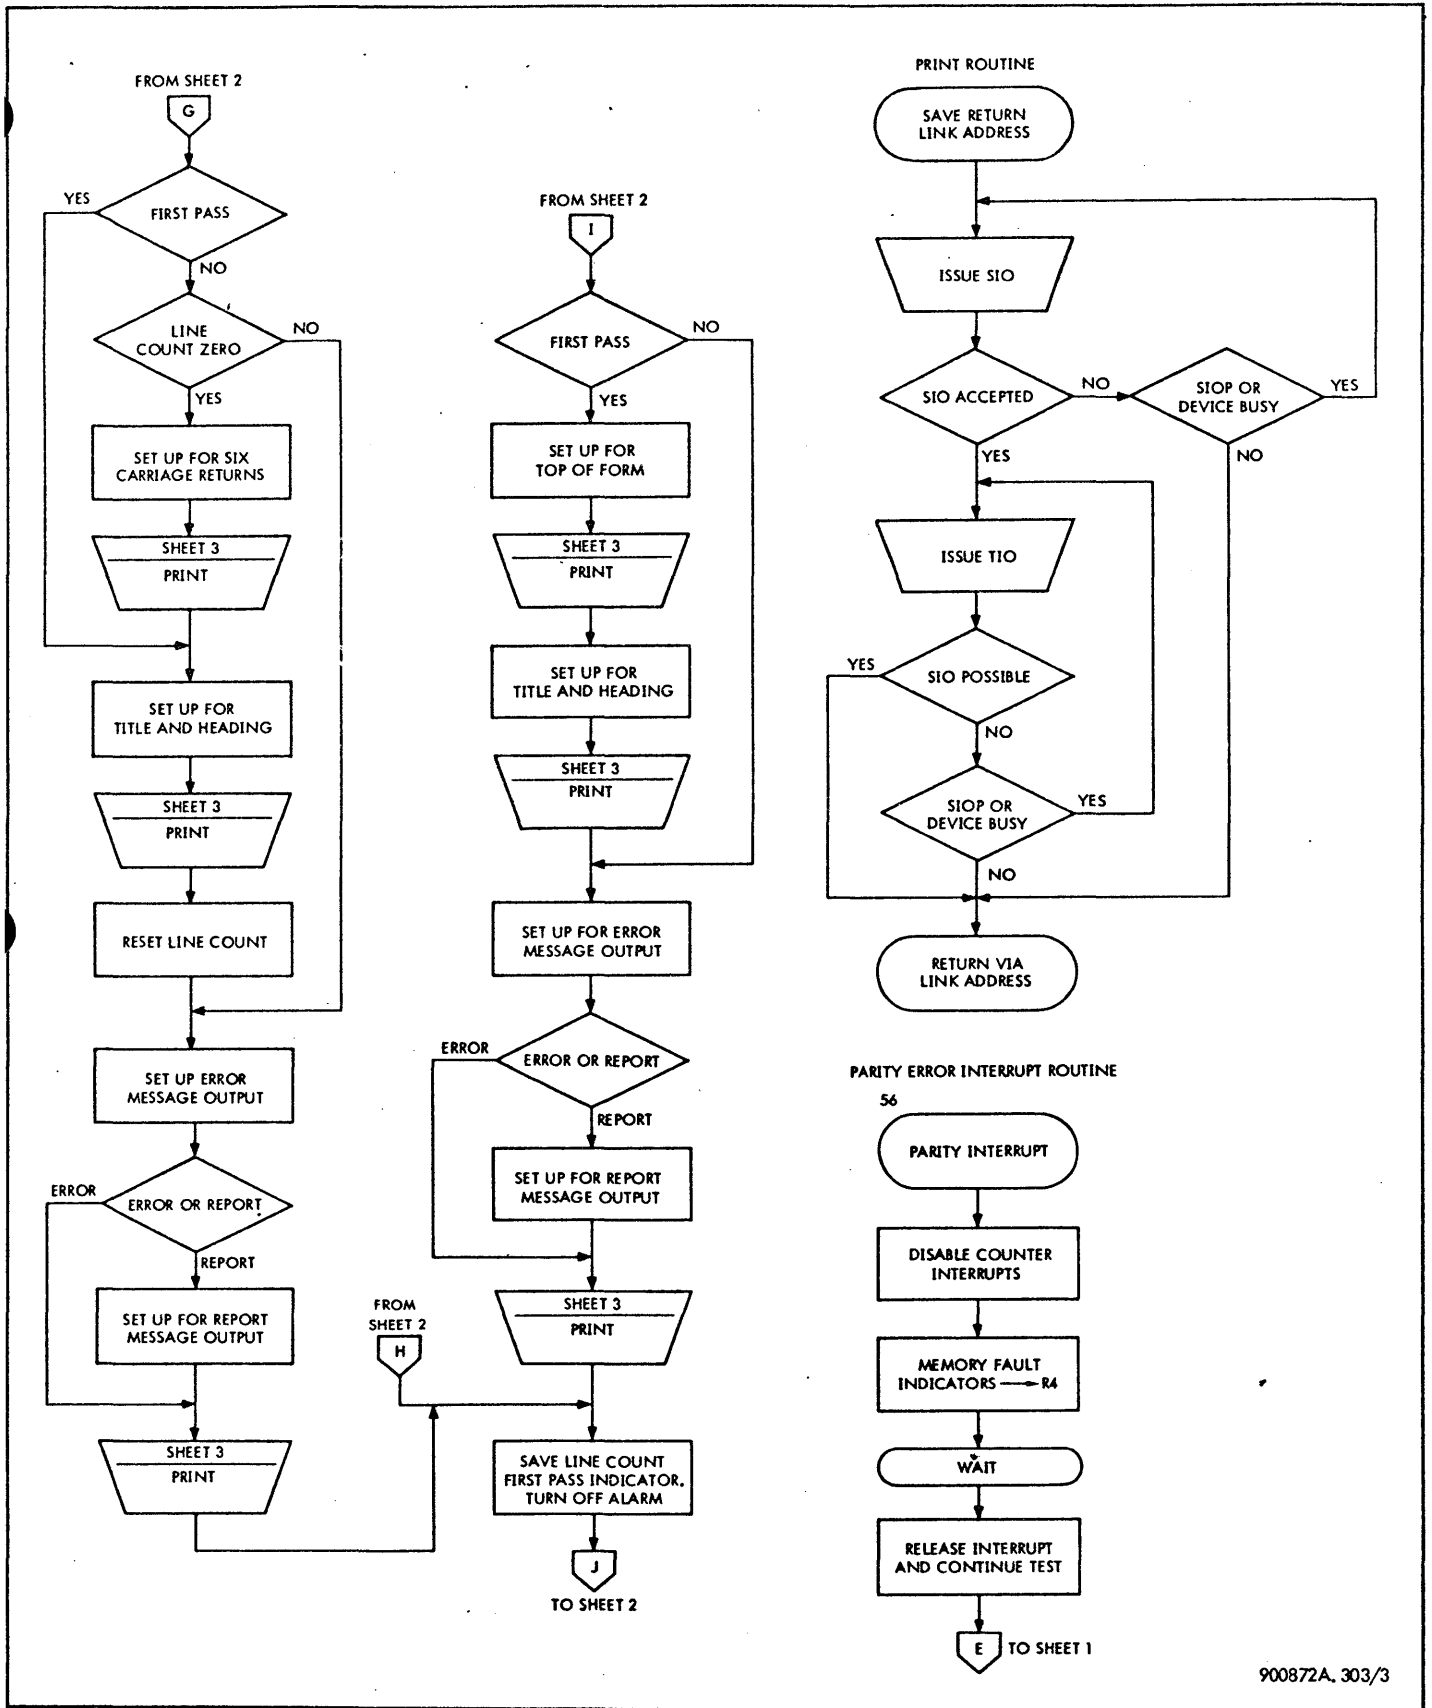 FROM SHEET 2
G
YES
FIRST PASS
NO
LINE
COUNT ZERO
NO
YES
SET UP FOR SIX
CARRIAGE RETURNS
SHEET 3
PRINT
SET UP FOR
TITLE AND HEADING
SHEET 3
PRINT
RESET LINE COUNT
SET UP ERROR
MESSAGE OUTPUT
ERROR
ERROR OR REPORT
REPORT
SET UP FOR REPORT
MESSAGE OUTPUT
SHEET 3
PRINT
FROM SHEET 2
I
FIRST PASS
NO
YES
SET UP FOR
TOP OF FORM
SHEET 3
PRINT
SET UP FOR
TITLE AND HEADING
SHEET 3
PRINT
SET UP FOR ERROR
MESSAGE OUTPUT
ERROR
ERROR OR REPORT
REPORT
SET UP FOR REPORT
MESSAGE OUTPUT
SHEET 3
PRINT
FROM
SHEET 2
H
SAVE LINE COUNT
FIRST PASS INDICATOR.
TURN OFF ALARM
J
TO SHEET 2
PRINT ROUTINE
SAVE RETURN
LINK ADDRESS
ISSUE SIO
SIO ACCEPTED
NO
SIOP OR
DEVICE BUSY
YES
NO
YES
ISSUE TIO
YES
SIO POSSIBLE
NO
SIOP OR
DEVICE BUSY
YES
NO
RETURN VIA
LINK ADDRESS
PARITY ERROR INTERRUPT ROUTINE
56
PARITY INTERRUPT
DISABLE COUNTER
INTERRUPTS
MEMORY FAULT
INDICATORS → R4
WAIT
RELEASE INTERRUPT
AND CONTINUE TEST
E TO SHEET 1
900872A. 303/3